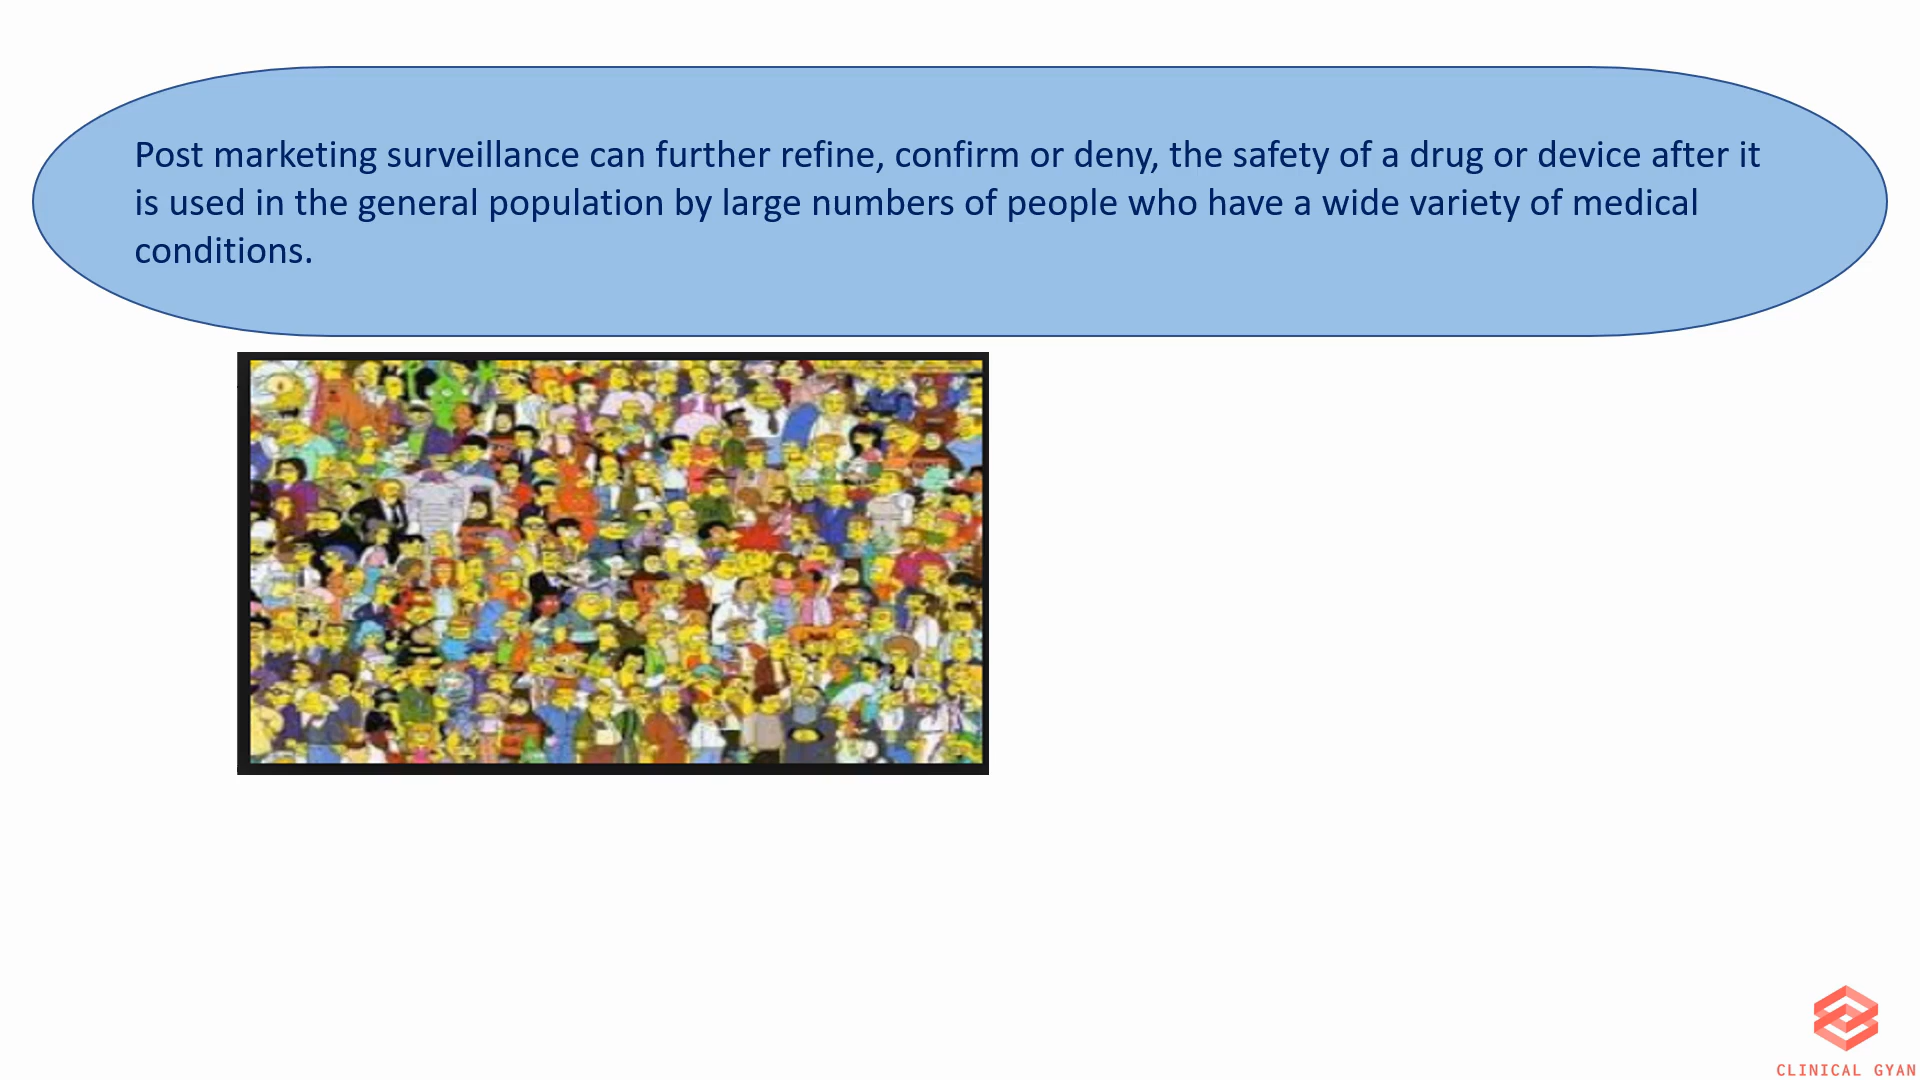 Post marketing surveillance can further refine, confirm or deny, the safety of a drug or device after it
is used in the general population by large numbers of people who have a wide variety of medical
conditions.
CLINICAL GYAN